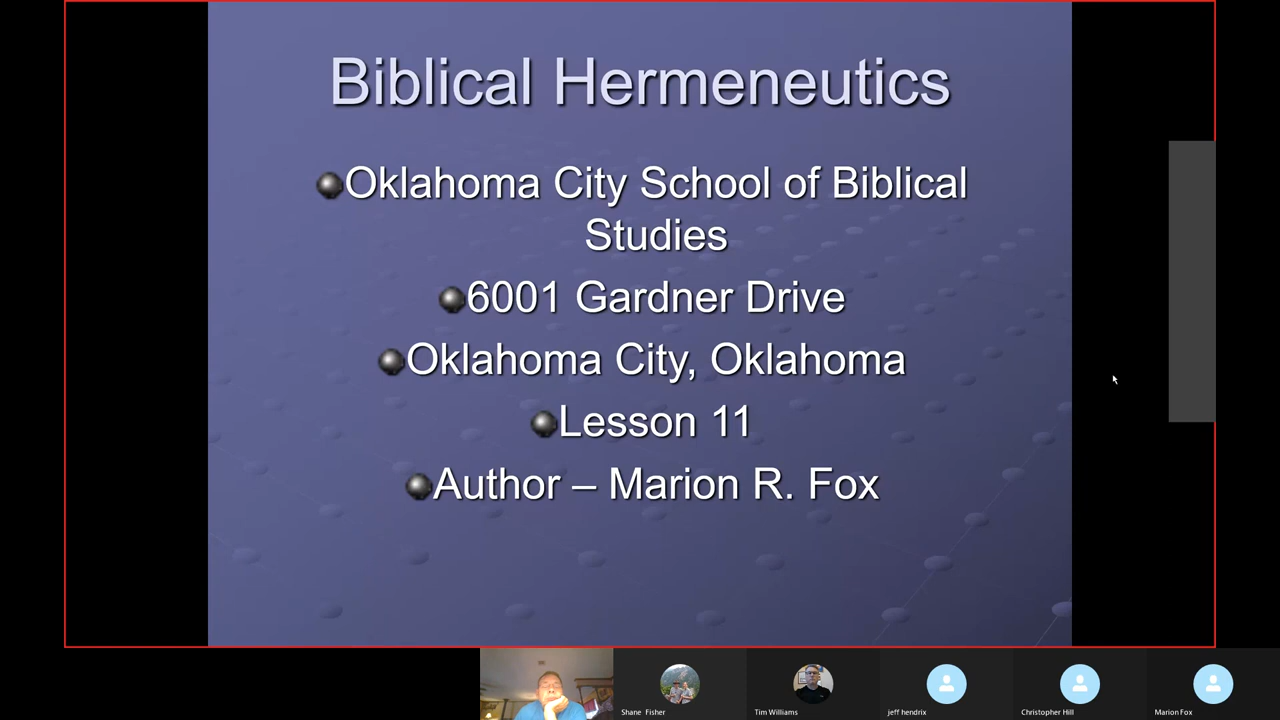 Biblical Hermeneutics
Oklahoma City School of Biblical
Studies
6001 Gardner Drive
Oklahoma City, Oklahoma
Lesson 11
Author – Marion R. Fox
Shane Fisher
Tim Williams
jeff hendrix
Christopher Hill
Marion Fox